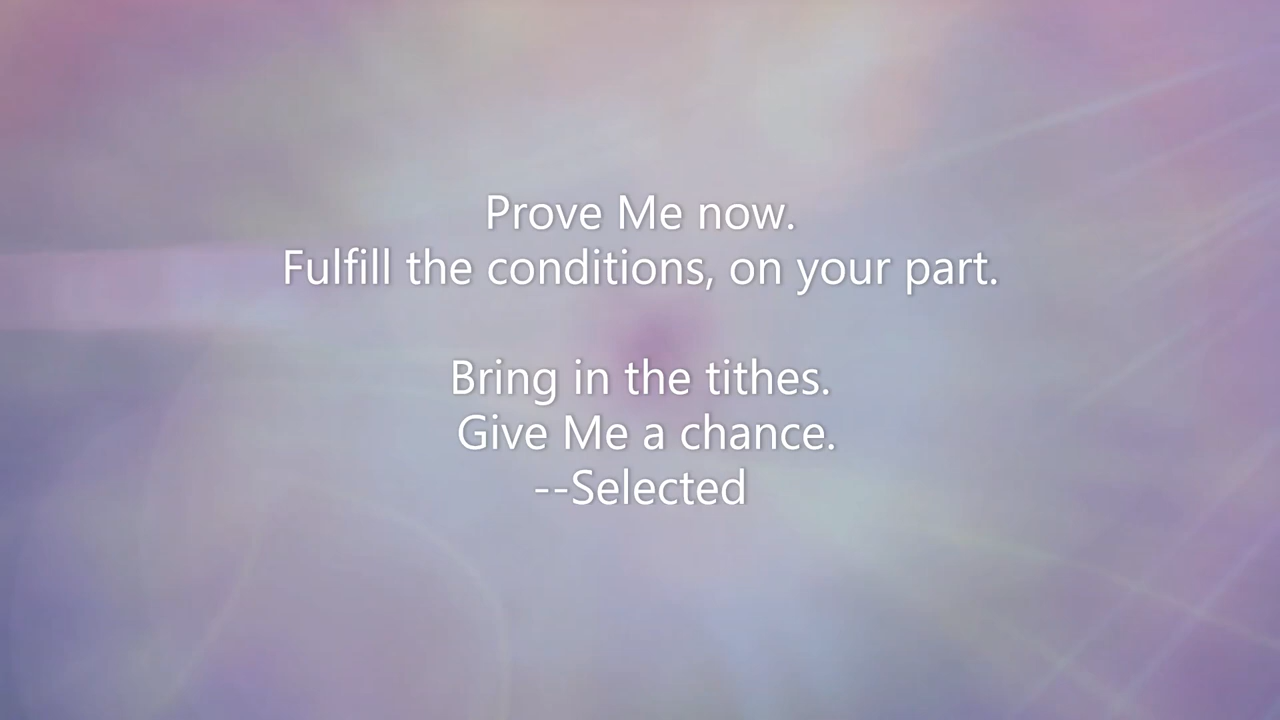 Prove Me now.
Fulfill the conditions, on your part.
Bring in the tithes.
Give Me a chance.
--Selected